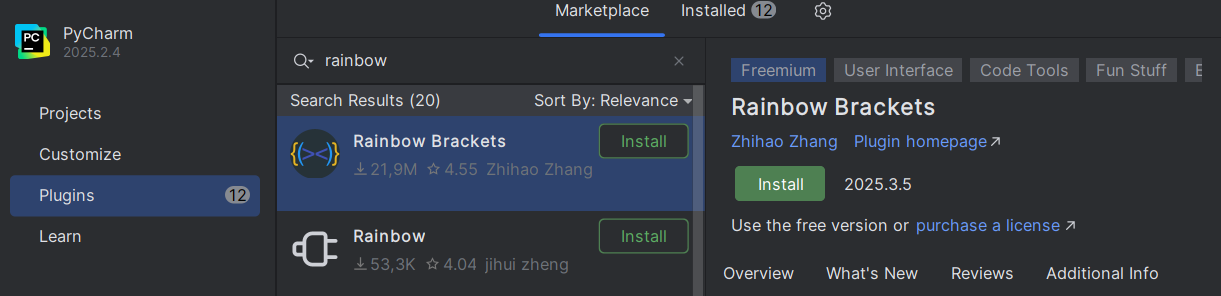 Marketplace Installed 12
PC PyCharm
2025.2.4
Projects
Customize
Plugins 12
Learn
rainbow
Search Results (20) Sort By: Relevance
Rainbow Brackets Install
21,9M 4.55 Zhihao Zhang
Rainbow Install
53,3K 4.04 jihui zheng
Freemium User Interface Code Tools Fun Stuff
Rainbow Brackets
Zhihao Zhang Plugin homepage
Install 2025.3.5
Use the free version or purchase a license
Overview What's New Reviews Additional Info